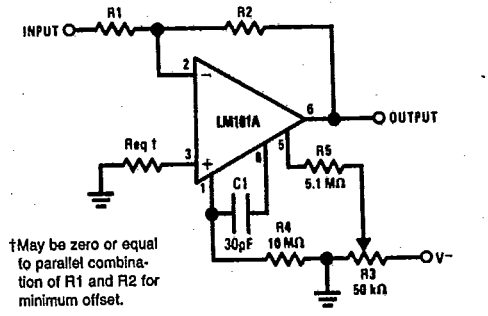 R1
R2
INPUT
2
−
LM101A
6
OUTPUT
Req †
3
+
1
8
5
R5
5.1 MΩ
C1
30pF
R4
10 MΩ
V−
R3
50 kΩ
†May be zero or equal
to parallel combina-
tion of R1 and R2 for
minimum offset.